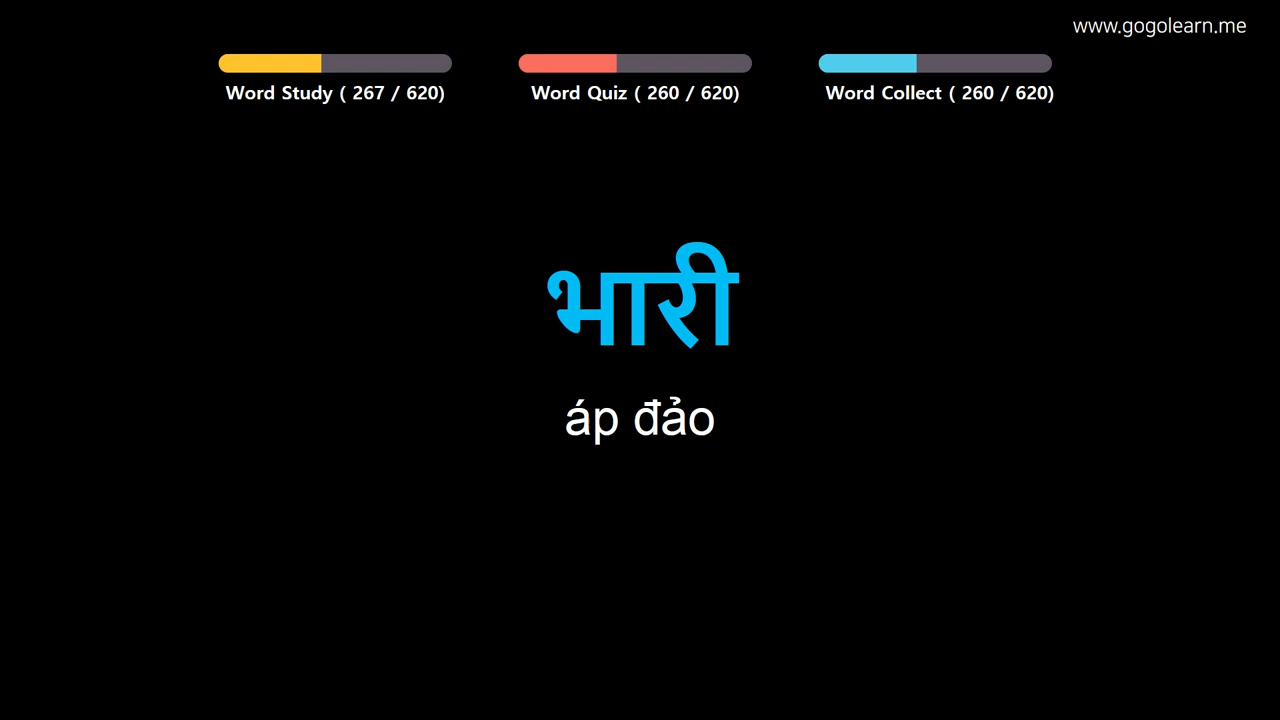 www.gogolearn.me
Word Study ( 267 / 620)
Word Quiz ( 260 / 620)
Word Collect ( 260 / 620)
भारी
áp đảo